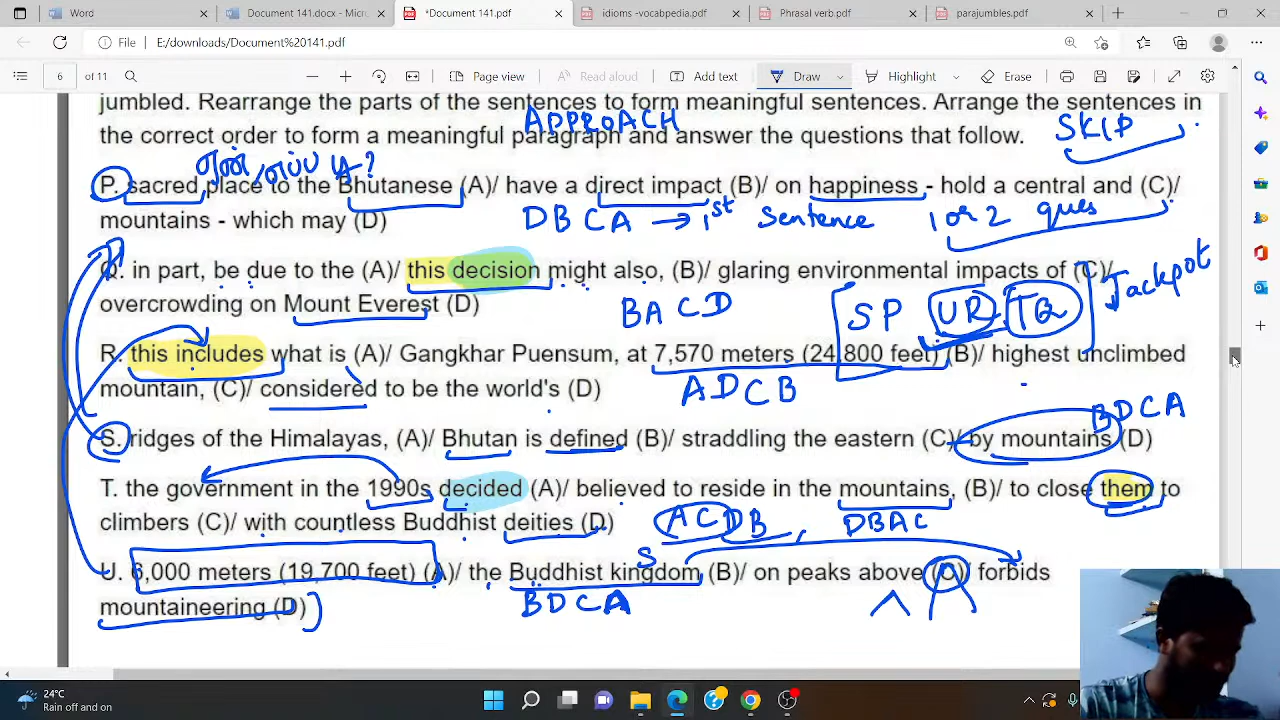 Word
Document 141.docx - Micro
*Document 141.pdf
idioms -vocabpedia.pdf
Phrasal verb.pdf
parajumbles.pdf
File
E:/downloads/Document%20141.pdf
6 of 11
Page view
Read aloud
Add text
Draw
Highlight
Erase
jumbled. Rearrange the parts of the sentences to form meaningful sentences. Arrange the sentences in
APPROACH
SKIP
the correct order to form a meaningful paragraph and answer the questions that follow.
P. sacred place to the Bhutanese (A)/ have a direct impact (B)/ on happiness - hold a central and (C)/
mountains - which may (D)
DBCA → 1st Sentence 1 or 2 ques
Q. in part, be due to the (A)/ this decision might also, (B)/ glaring environmental impacts of (C)/
Jackpot
overcrowding on Mount Everest (D)
BACD
SP UR TQ
R. this includes what is (A)/ Gangkhar Puensum, at 7,570 meters (24,800 feet) (B)/ highest unclimbed
mountain, (C)/ considered to be the world's (D)
ADCB
BDCA
S. ridges of the Himalayas, (A)/ Bhutan is defined (B)/ straddling the eastern (C)/ by mountains (D)
T. the government in the 1990s decided (A)/ believed to reside in the mountains, (B)/ to close them to
climbers (C)/ with countless Buddhist deities (D)
ACDB, DBAC
S
U. 6,000 meters (19,700 feet) (A)/ the Buddhist kingdom (B)/ on peaks above (C)/ forbids
BDCA
mountaineering (D)
24°C
Rain off and on